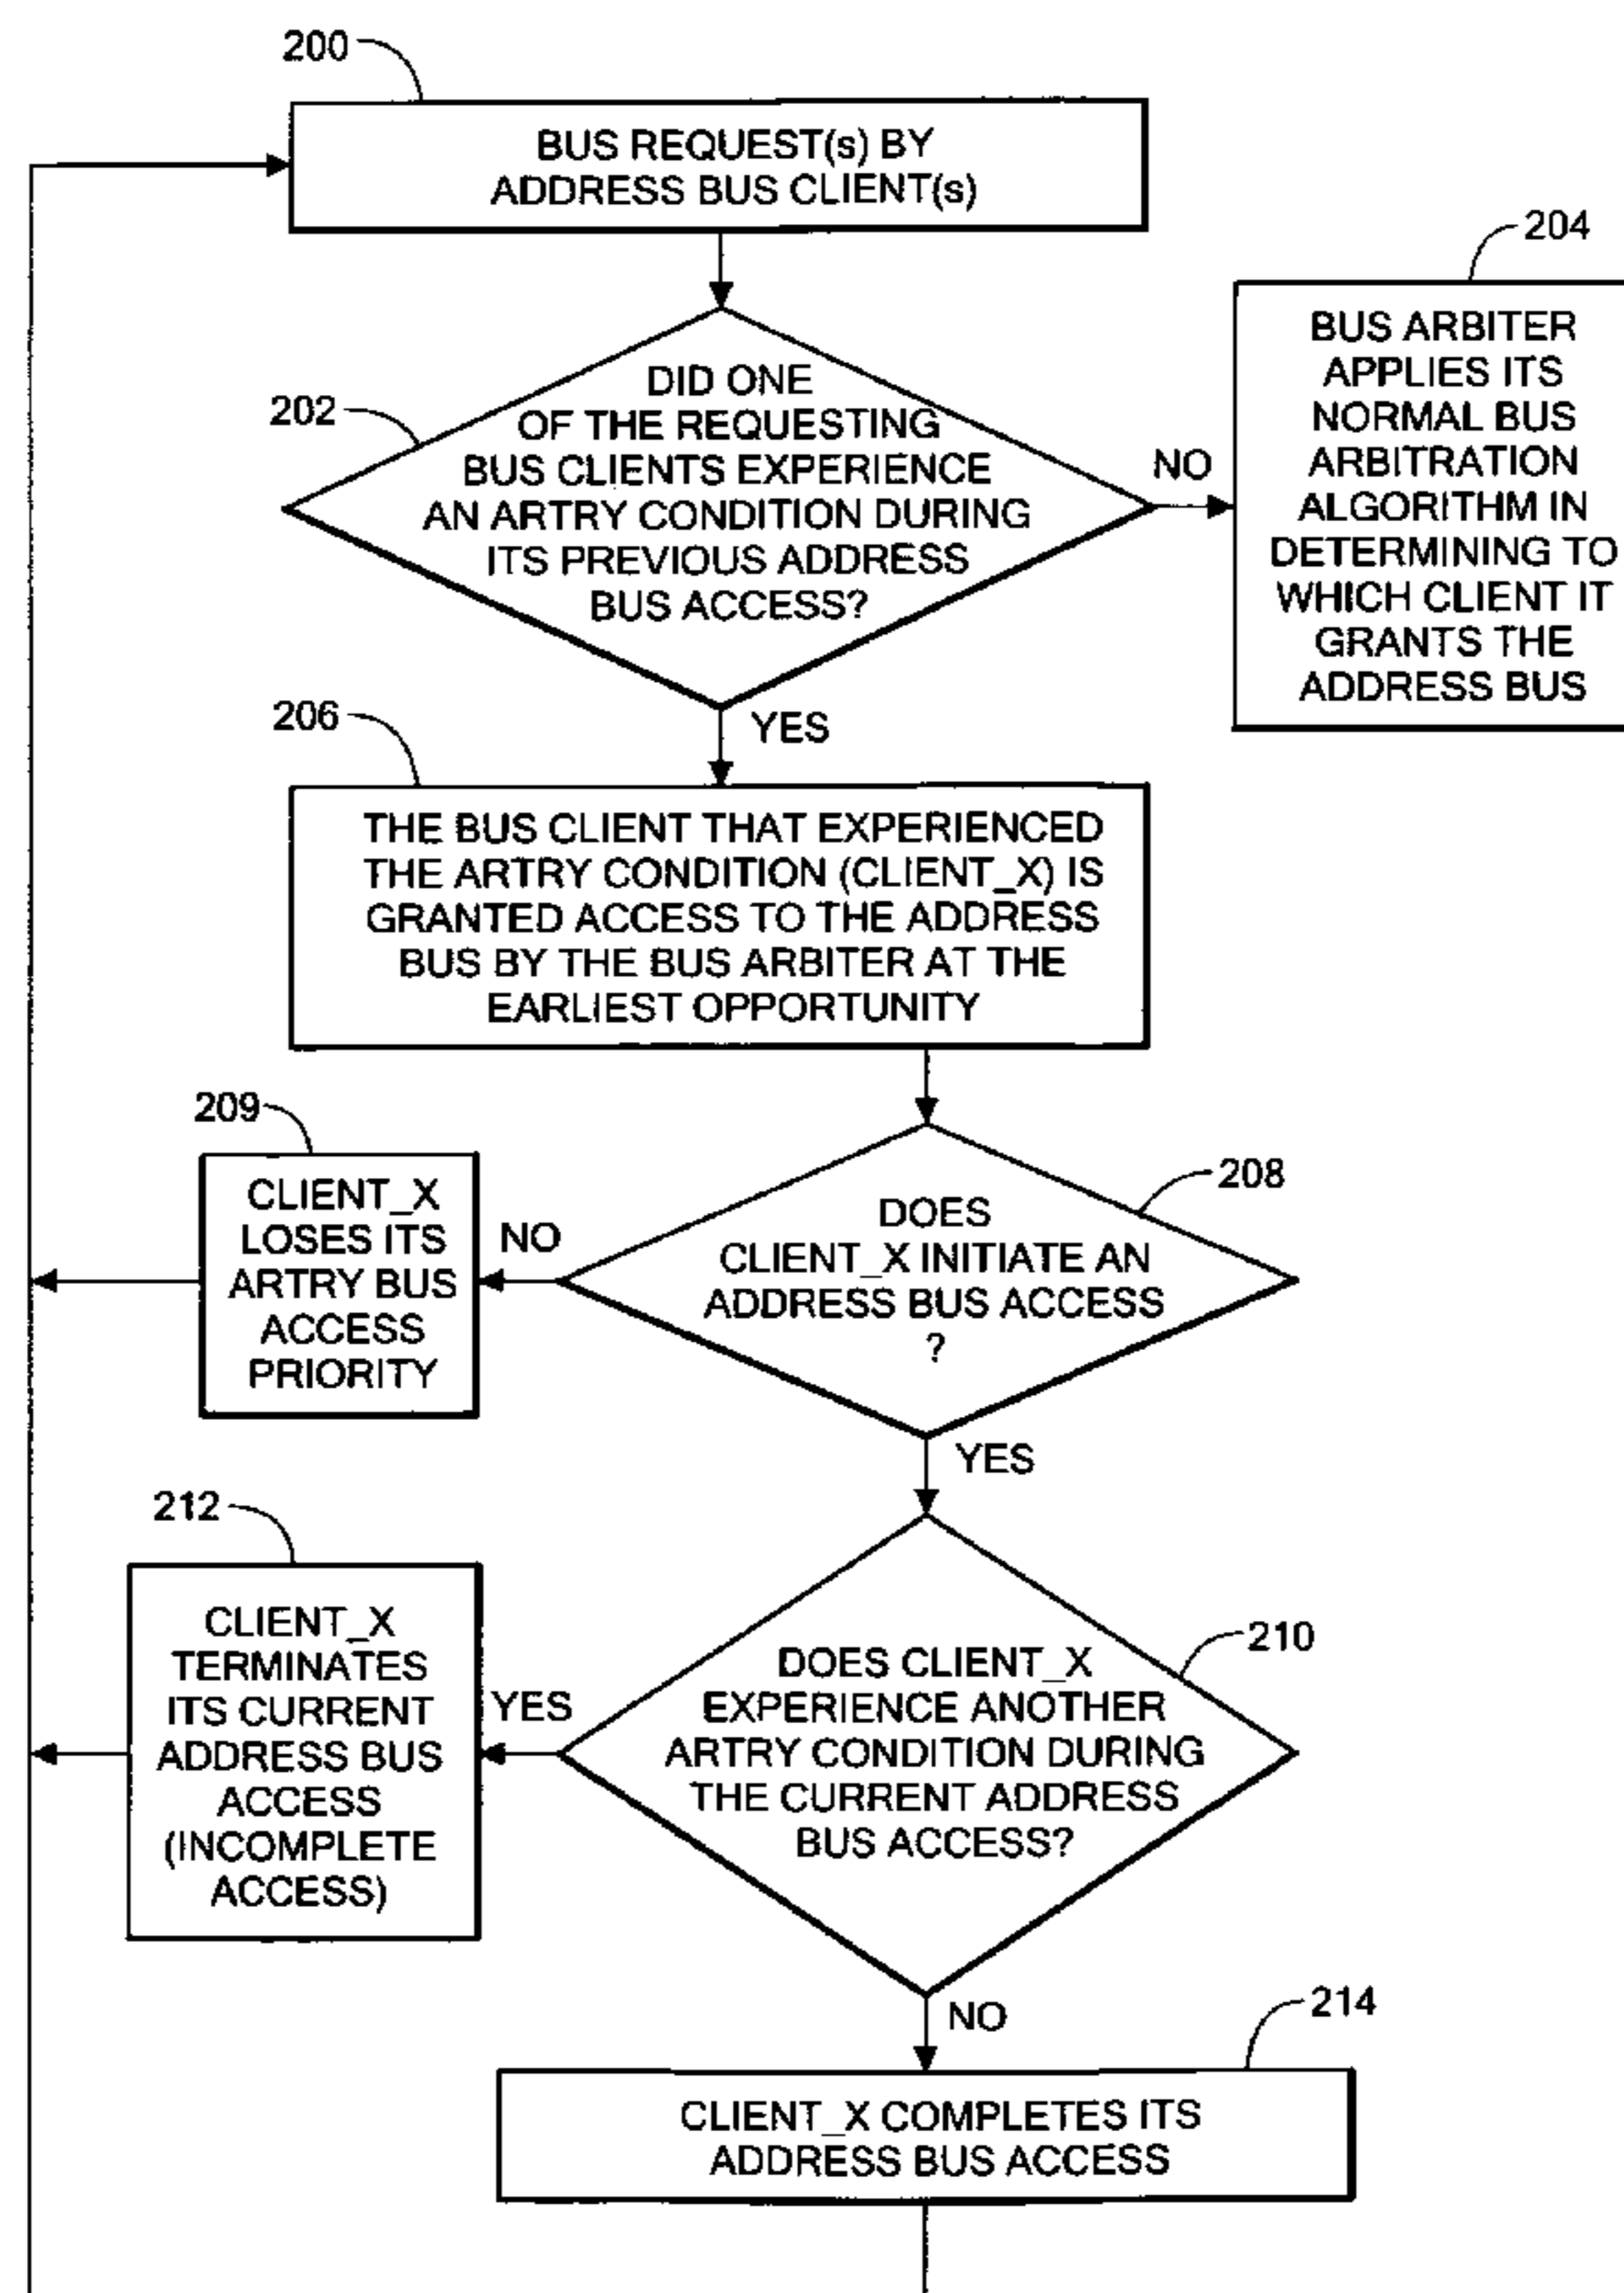 200
BUS REQUEST(s) BY
ADDRESS BUS CLIENT(s)
204
BUS ARBITER
APPLIES ITS
NORMAL BUS
ARBITRATION
ALGORITHM IN
DETERMINING TO
WHICH CLIENT IT
GRANTS THE
ADDRESS BUS
202
DID ONE
OF THE REQUESTING
BUS CLIENTS EXPERIENCE
AN ARTRY CONDITION DURING
ITS PREVIOUS ADDRESS
BUS ACCESS?
NO
YES
206
THE BUS CLIENT THAT EXPERIENCED
THE ARTRY CONDITION (CLIENT_X) IS
GRANTED ACCESS TO THE ADDRESS
BUS BY THE BUS ARBITER AT THE
EARLIEST OPPORTUNITY
209
CLIENT_X
LOSES ITS
ARTRY BUS
ACCESS
PRIORITY
NO
208
DOES
CLIENT_X INITIATE AN
ADDRESS BUS ACCESS
?
YES
212
CLIENT_X
TERMINATES
ITS CURRENT
ADDRESS BUS
ACCESS
(INCOMPLETE
ACCESS)
YES
210
DOES CLIENT_X
EXPERIENCE ANOTHER
ARTRY CONDITION DURING
THE CURRENT ADDRESS
BUS ACCESS?
NO
214
CLIENT_X COMPLETES ITS
ADDRESS BUS ACCESS